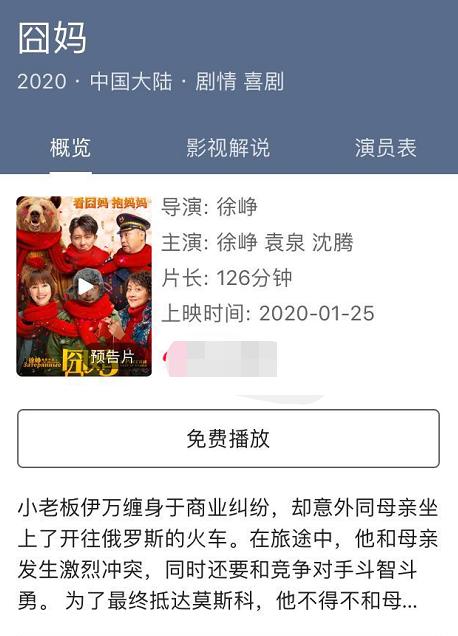 囧妈
2020 · 中国大陆 · 剧情 喜剧
概览 影视解说 演员表
看囧妈 抱妈妈
导演: 徐峥
主演: 徐峥 袁泉 沈腾
片长: 126分钟
上映时间: 2020-01-25
预告片
免费播放
小老板伊万缠身于商业纠纷，却意外同母亲坐
上了开往俄罗斯的火车。在旅途中，他和母亲
发生激烈冲突，同时还要和竞争对手斗智斗
勇。 为了最终抵达莫斯科，他不得不和母...